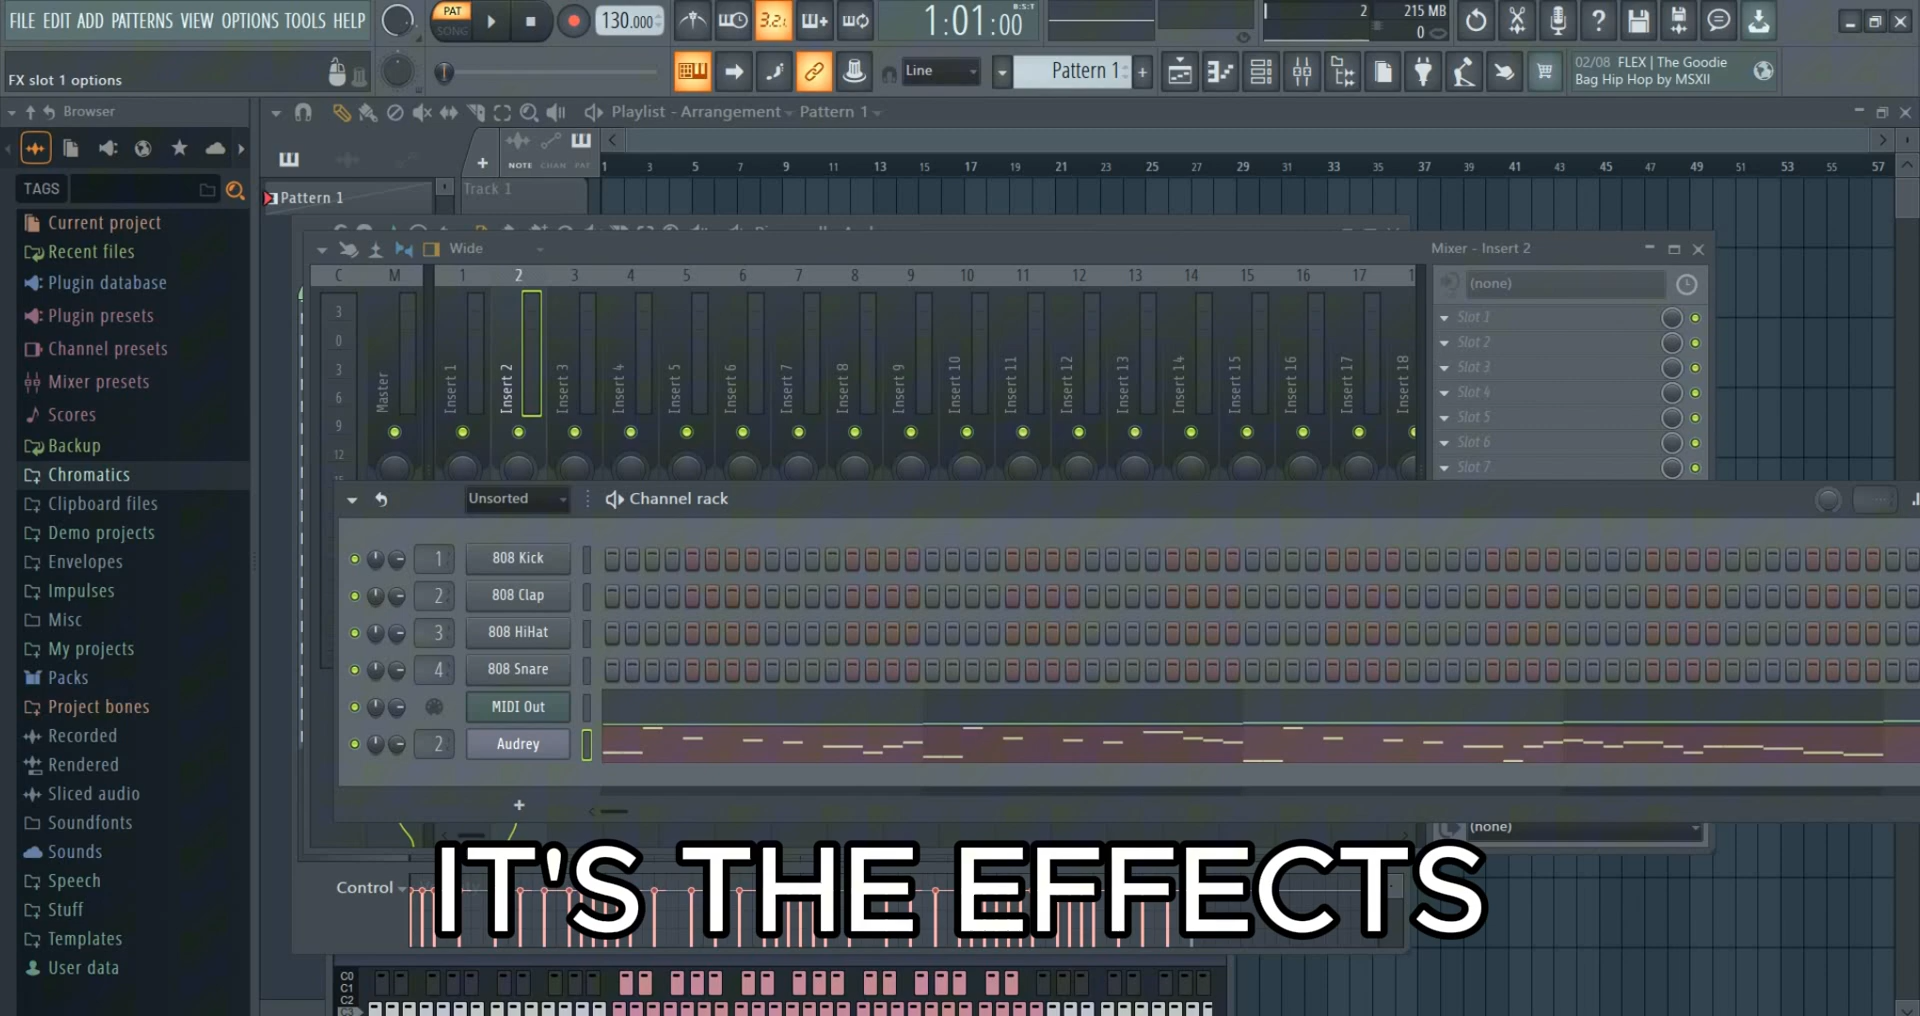 FILE EDIT ADD PATTERNS VIEW OPTIONS TOOLS HELP
PAT
SONG
130.000
3.2.
1:01:00
B:S:T
2
215 MB
0
FX slot 1 options
Line
Pattern 1
02/08 FLEX | The Goodie
Bag Hip Hop by MSXII
Browser
Playlist - Arrangement
Pattern 1
NOTE CHAN PAT
1 3 5 7 9 11 13 15 17 19 21 23 25 27 29 31 33 35 37 39 41 43 45 47 49 51 53 55 57
TAGS
Pattern 1
Track 1
Current project
Recent files
Plugin database
Plugin presets
Channel presets
Mixer presets
Scores
Backup
Chromatics
Clipboard files
Demo projects
Envelopes
Impulses
Misc
My projects
Packs
Project bones
Recorded
Rendered
Sliced audio
Soundfonts
Sounds
Speech
Stuff
Templates
User data
Wide
Mixer - Insert 2
C M 1 2 3 4 5 6 7 8 9 10 11 12 13 14 15 16 17 1
3
0
3
6
9
12
Master
Insert 1
Insert 2
Insert 3
Insert 4
Insert 5
Insert 6
Insert 7
Insert 8
Insert 9
Insert 10
Insert 11
Insert 12
Insert 13
Insert 14
Insert 15
Insert 16
Insert 17
Insert 18
(none)
Slot 1
Slot 2
Slot 3
Slot 4
Slot 5
Slot 6
Slot 7
Unsorted
Channel rack
1 808 Kick
2 808 Clap
3 808 HiHat
4 808 Snare
MIDI Out
2 Audrey
(none)
Control
IT'S THE EFFECTS
C0
C1
C2
C3